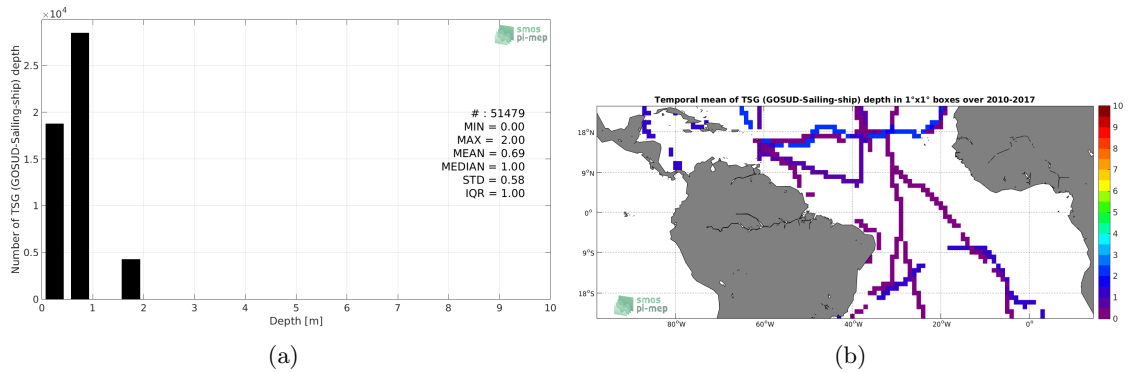 ×10⁴
smos
pi-mep
Number of TSG (GOSUD-Sailing-ship) depth
2.5
2
1.5
1
0.5
0
# : 51479
MIN = 0.00
MAX = 2.00
MEAN = 0.69
MEDIAN = 1.00
STD = 0.58
IQR = 1.00
0 1 2 3 4 5 6 7 8 9 10
Depth [m]
(a)
Temporal mean of TSG (GOSUD-Sailing-ship) depth in 1°x1° boxes over 2010-2017
18°N
9°N
0°
9°S
18°S
80°W 60°W 40°W 20°W 0°
smos
pi-mep
10
9
8
7
6
5
4
3
2
1
0
(b)